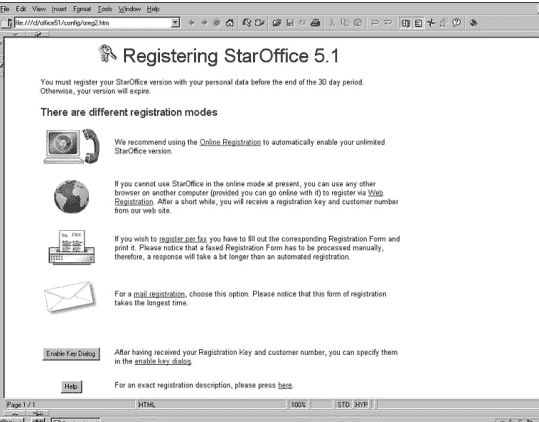 File Edit View Insert Format Tools Window Help
file:///c|/office51/config/oreg2.htm
Registering StarOffice 5.1
You must register your StarOffice version with your personal data before the end of the 30 day period.
Otherwise, your version will expire.
There are different registration modes
We recommend using the Online Registration to automatically enable your unlimited
StarOffice version.
If you cannot use StarOffice in the online mode at present, you can use any other
browser on another computer (provided you can go online with it) to register via Web
Registration. After a short while, you will receive a registration key and customer number
from our web site.
If you wish to register per fax you have to fill out the corresponding Registration Form and
print it. Please notice that a faxed Registration Form has to be processed manually,
therefore, a response will take a bit longer than an automated registration.
For a mail registration, choose this option. Please notice that this form of registration
takes the longest time.
Enable Key Dialog
After having received your Registration Key and customer number, you can specify them
in the enable key dialog.
Help
For an exact registration description, please press here.
Page 1 / 1 HTML 100% STD HYP